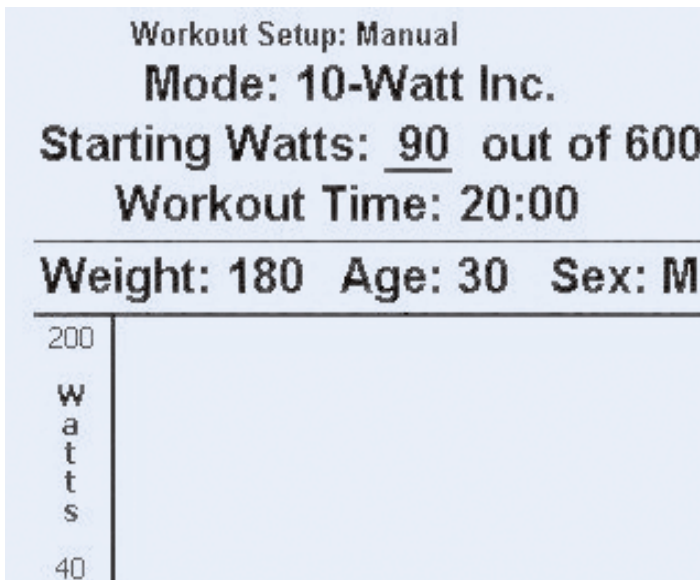 Workout Setup: Manual
Mode: 10-Watt Inc.
Starting Watts: 90 out of 600
Workout Time: 20:00
Weight: 180 Age: 30 Sex: M
200
Watts
40